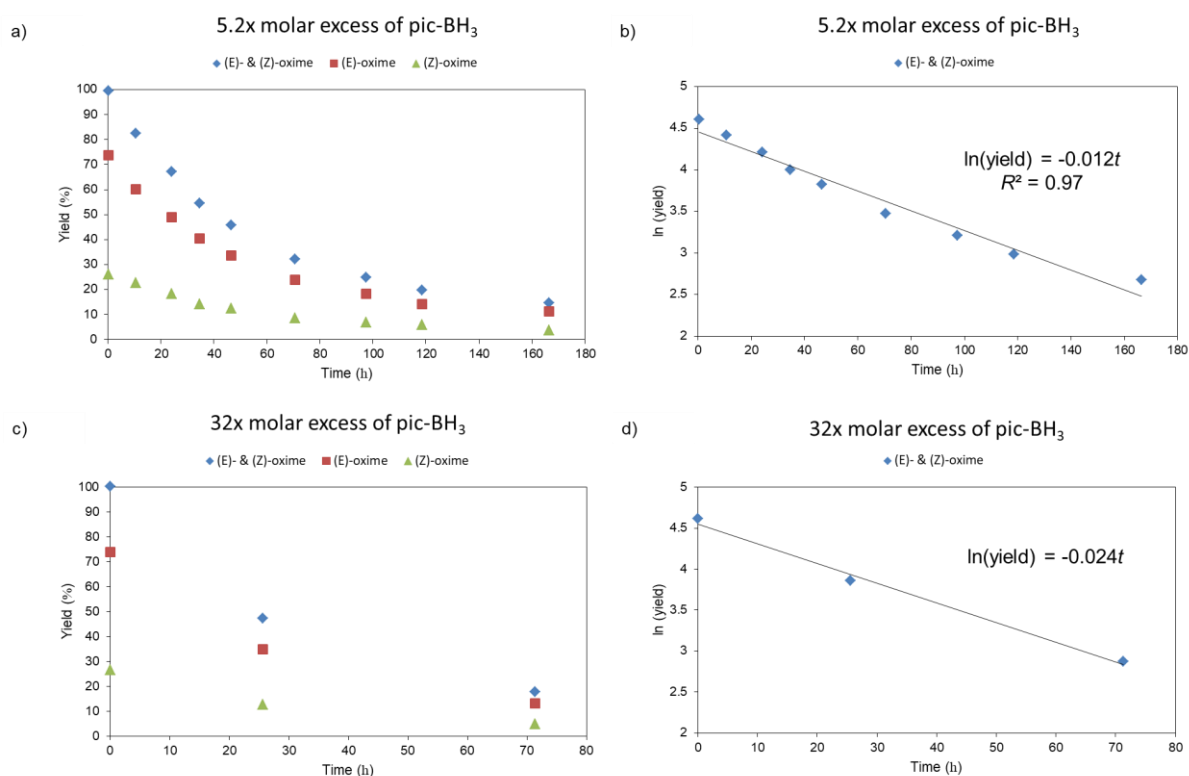 a)
5.2x molar excess of pic-BH₃
(E)- & (Z)-oxime (E)-oxime (Z)-oxime
100
90
80
70
60
50
40
30
20
10
0
Yield (%)
0 20 40 60 80 100 120 140 160 180
Time (h)
b)
5.2x molar excess of pic-BH₃
(E)- & (Z)-oxime
5
4.5
4
3.5
3
2.5
2
ln (yield)
ln(yield) = -0.012t
R² = 0.97
0 20 40 60 80 100 120 140 160 180
Time (h)
c)
32x molar excess of pic-BH₃
(E)- & (Z)-oxime (E)-oxime (Z)-oxime
100
90
80
70
60
50
40
30
20
10
0
Yield (%)
0 10 20 30 40 50 60 70 80
Time (h)
d)
32x molar excess of pic-BH₃
(E)- & (Z)-oxime
5
4.5
4
3.5
3
2.5
2
ln (yield)
ln(yield) = -0.024t
0 20 40 60 80
Time (h)